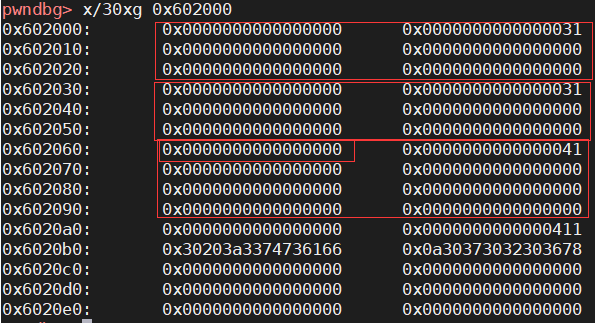 pwndbg> x/30xg 0x602000
0x602000: 0x0000000000000000 0x0000000000000031
0x602010: 0x0000000000000000 0x0000000000000000
0x602020: 0x0000000000000000 0x0000000000000000
0x602030: 0x0000000000000000 0x0000000000000031
0x602040: 0x0000000000000000 0x0000000000000000
0x602050: 0x0000000000000000 0x0000000000000000
0x602060: 0x0000000000000000 0x0000000000000041
0x602070: 0x0000000000000000 0x0000000000000000
0x602080: 0x0000000000000000 0x0000000000000000
0x602090: 0x0000000000000000 0x0000000000000000
0x6020a0: 0x0000000000000000 0x0000000000000411
0x6020b0: 0x30203a3374736166 0x0a30373032303678
0x6020c0: 0x0000000000000000 0x0000000000000000
0x6020d0: 0x0000000000000000 0x0000000000000000
0x6020e0: 0x0000000000000000 0x0000000000000000